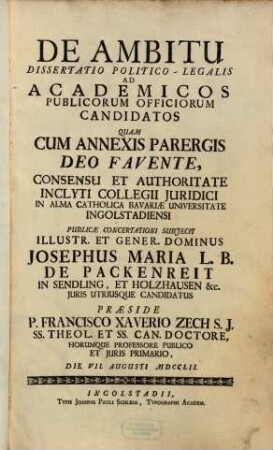 DE AMBITU
DISSERTATIO POLITICO-LEGALIS
AD
ACADEMICOS
PUBLICORUM OFFICIORUM
CANDIDATOS
QUAM
CUM ANNEXIS PARERGIS
DEO FAVENTE,
CONSENSU ET AUTHORITATE
INCLYTI COLLEGII JURIDICI
IN ALMA CATHOLICA BAVARIÆ UNIVERSITATE
INGOLSTADIENSI
PUBLICÆ CONCERTATIONI SUBJECIT
ILLUSTR. ET GENER. DOMINUS
JOSEPHUS MARIA L. B.
DE PACKENREIT
IN SENDLING, ET HOLZHAUSEN &c.
JURIS UTRIUSQUE CANDIDATUS
PRÆSIDE
P. FRANCISCO XAVERIO ZECH S. J.
SS. THEOL. ET SS. CAN. DOCTORE,
HORUMQUE PROFESSORE PUBLICO
ET JURIS PRIMARIO,
DIE VII. AUGUSTI MDCCLII.
INGOLSTADII,
Typis Joannis Pauli Schleig, Typographi Academ.